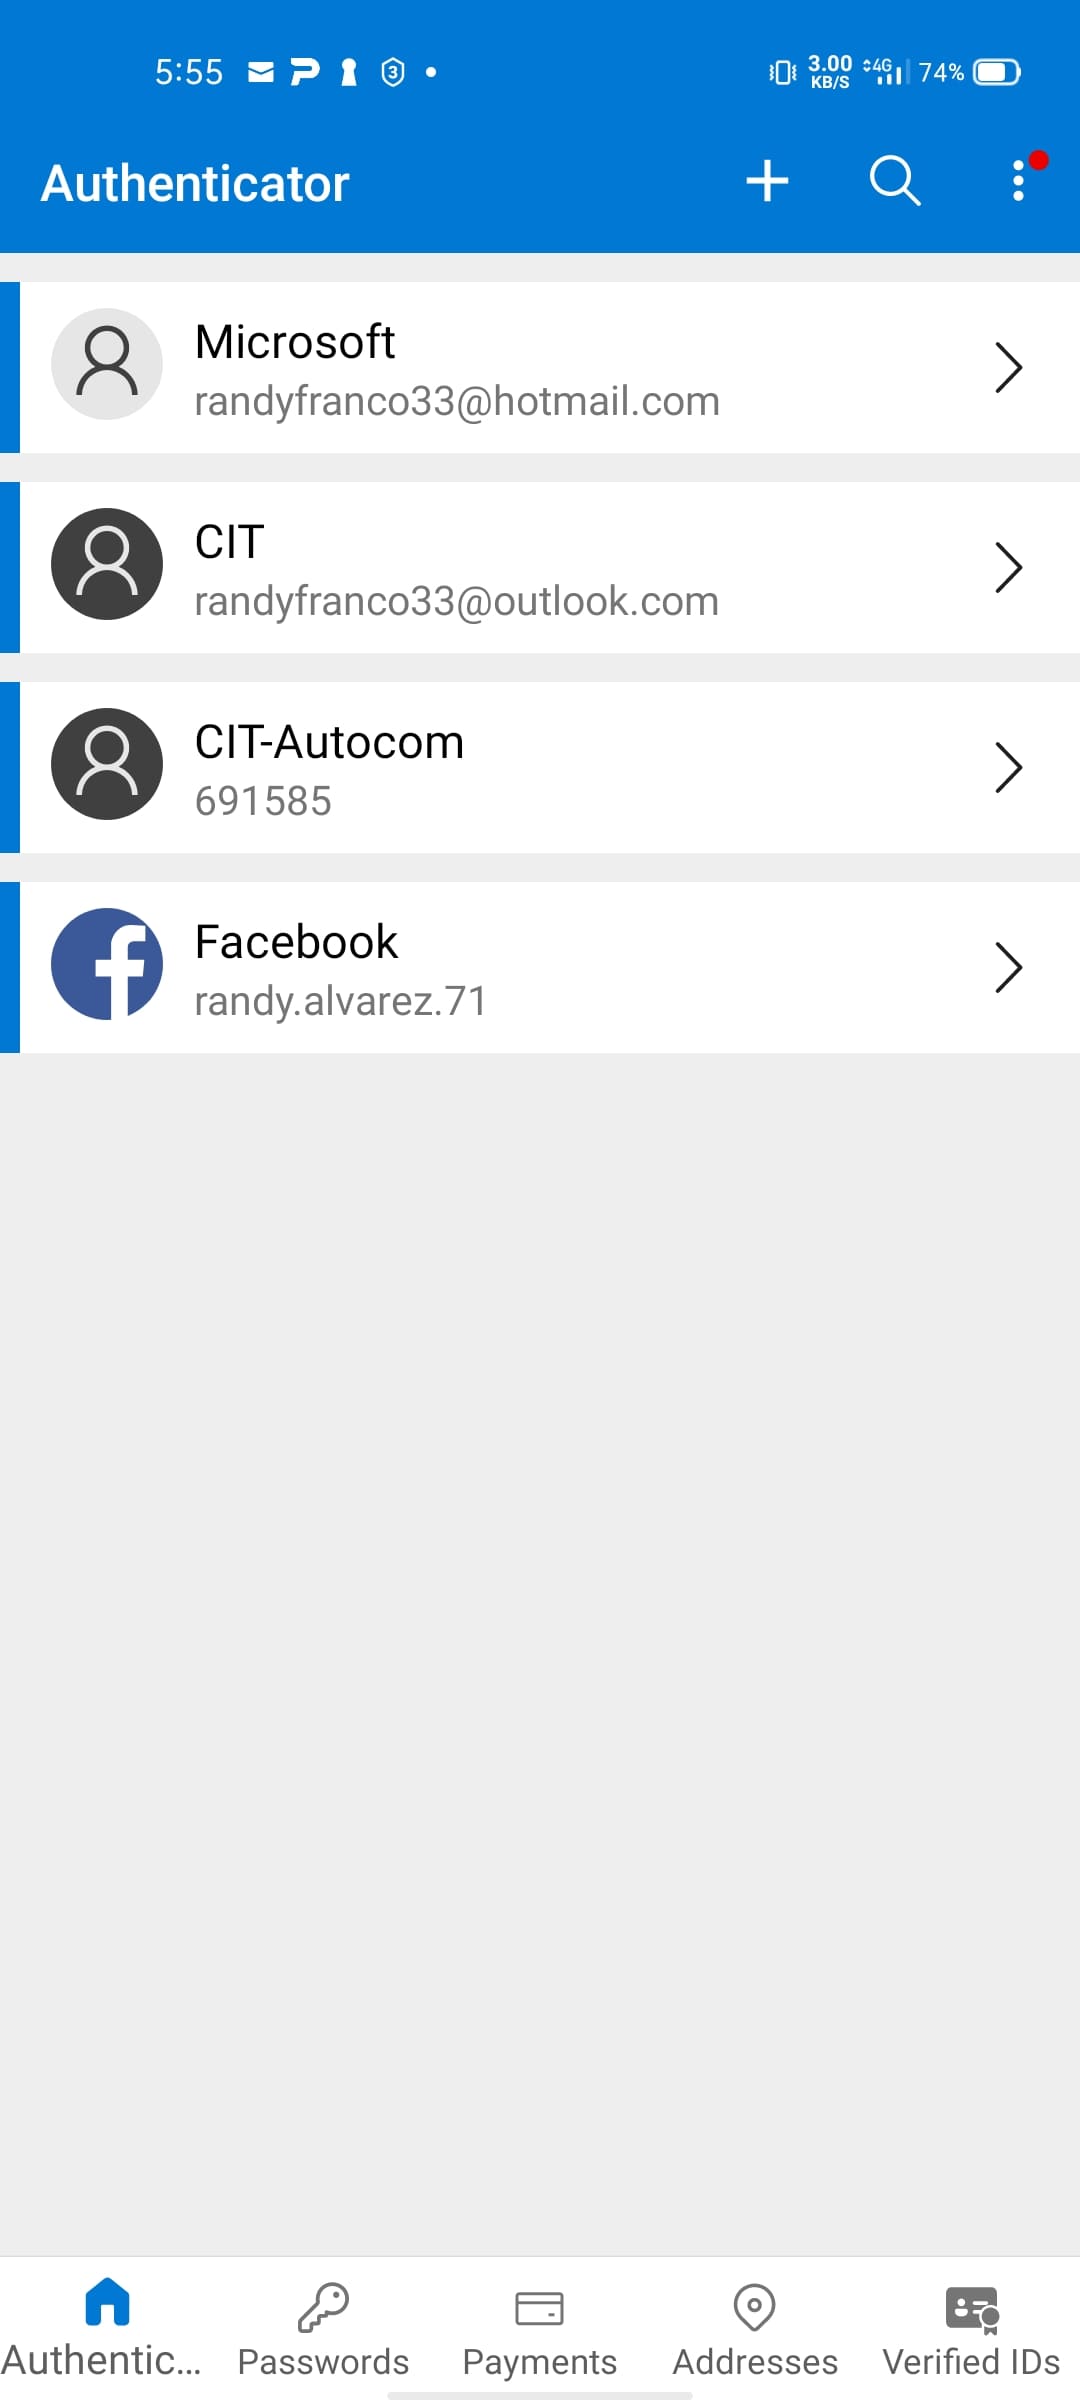 5:55 3 3.00 KB/S 4G 74%
Authenticator
Microsoft
randyfranco33@hotmail.com
CIT
randyfranco33@outlook.com
CIT-Autocom
691585
Facebook
randy.alvarez.71
Authentic... Passwords Payments Addresses Verified IDs